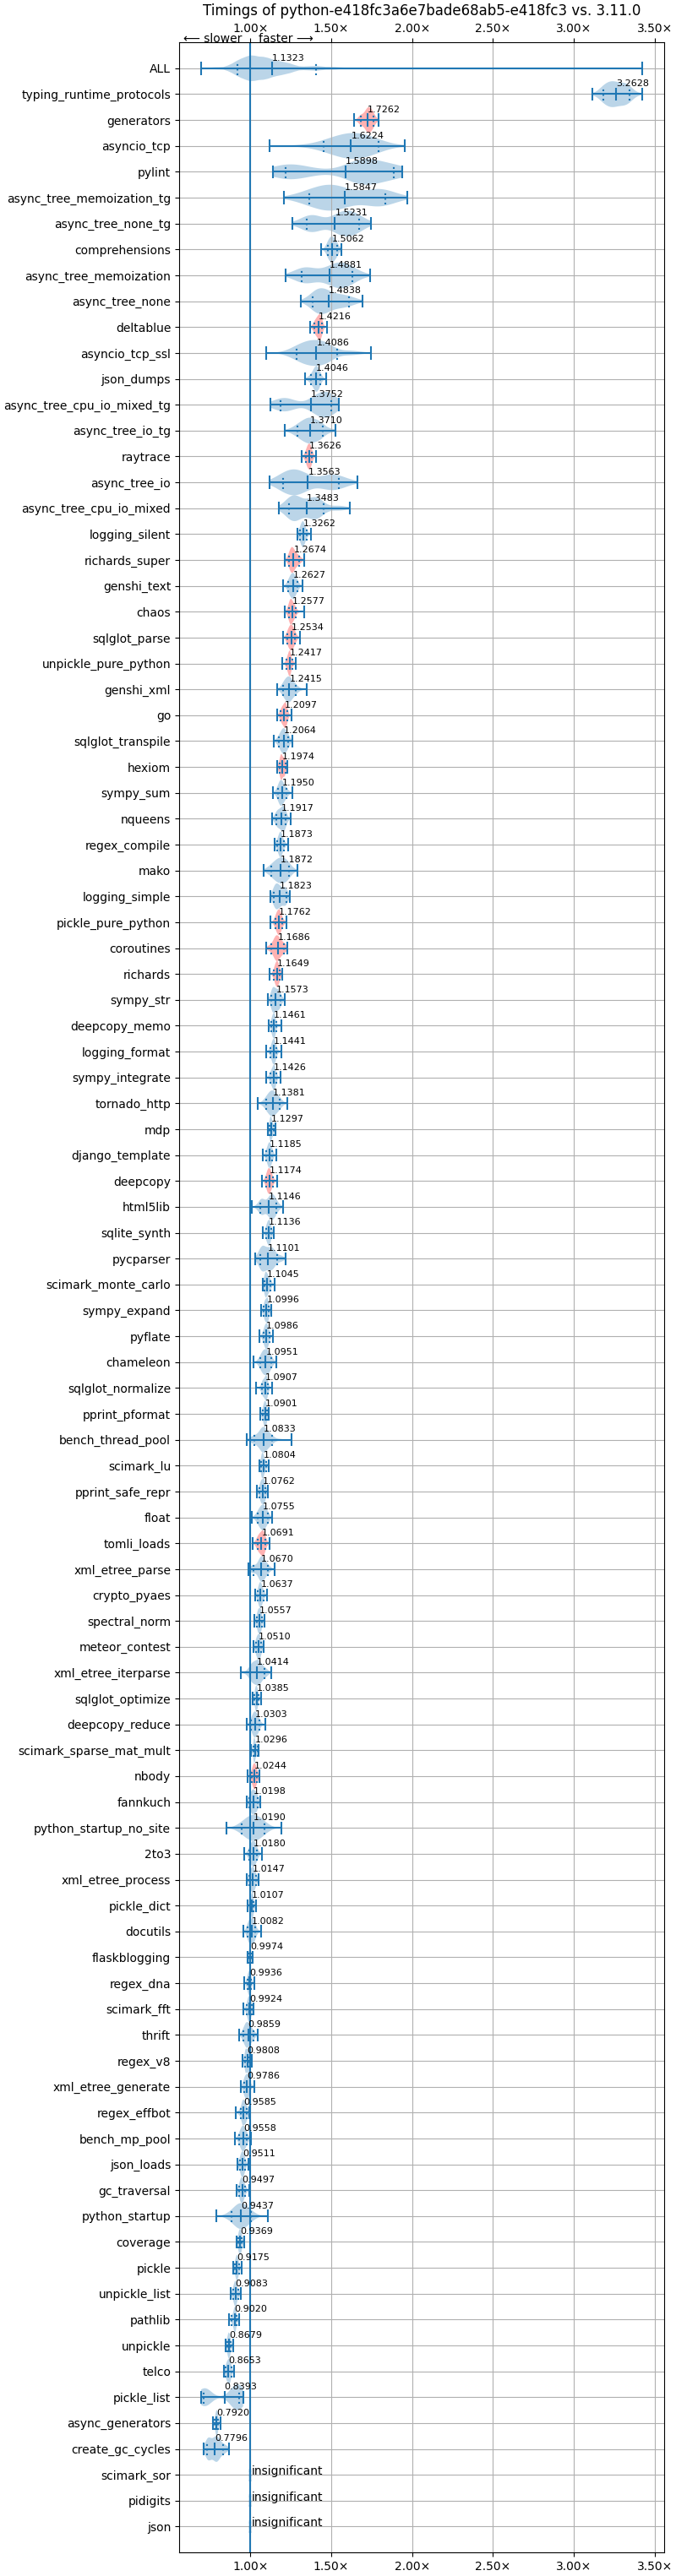 Timings of python-e418fc3a6e7bade68ab5-e418fc3 vs. 3.11.0
1.00× 1.50× 2.00× 2.50× 3.00× 3.50×
⟵ slower faster ⟶
ALL 1.1323
typing_runtime_protocols 3.2628
generators 1.7262
asyncio_tcp 1.6224
pylint 1.5898
async_tree_memoization_tg 1.5847
async_tree_none_tg 1.5231
comprehensions 1.5062
async_tree_memoization 1.4881
async_tree_none 1.4838
deltablue 1.4216
asyncio_tcp_ssl 1.4086
json_dumps 1.4046
async_tree_cpu_io_mixed_tg 1.3752
async_tree_io_tg 1.3710
raytrace 1.3626
async_tree_io 1.3563
async_tree_cpu_io_mixed 1.3483
logging_silent 1.3262
richards_super 1.2674
genshi_text 1.2627
chaos 1.2577
sqlglot_parse 1.2534
unpickle_pure_python 1.2417
genshi_xml 1.2415
go 1.2097
sqlglot_transpile 1.2064
hexiom 1.1974
sympy_sum 1.1950
nqueens 1.1917
regex_compile 1.1873
mako 1.1872
logging_simple 1.1823
pickle_pure_python 1.1762
coroutines 1.1686
richards 1.1649
sympy_str 1.1573
deepcopy_memo 1.1461
logging_format 1.1441
sympy_integrate 1.1426
tornado_http 1.1381
mdp 1.1297
django_template 1.1185
deepcopy 1.1174
html5lib 1.1146
sqlite_synth 1.1136
pycparser 1.1101
scimark_monte_carlo 1.1045
sympy_expand 1.0996
pyflate 1.0986
chameleon 1.0951
sqlglot_normalize 1.0907
pprint_pformat 1.0901
bench_thread_pool 1.0833
scimark_lu 1.0804
pprint_safe_repr 1.0762
float 1.0755
tomli_loads 1.0691
xml_etree_parse 1.0670
crypto_pyaes 1.0637
spectral_norm 1.0557
meteor_contest 1.0510
xml_etree_iterparse 1.0414
sqlglot_optimize 1.0385
deepcopy_reduce 1.0303
scimark_sparse_mat_mult 1.0296
nbody 1.0244
fannkuch 1.0198
python_startup_no_site 1.0190
2to3 1.0180
xml_etree_process 1.0147
pickle_dict 1.0107
docutils 1.0082
flaskblogging 0.9974
regex_dna 0.9936
scimark_fft 0.9924
thrift 0.9859
regex_v8 0.9808
xml_etree_generate 0.9786
regex_effbot 0.9585
bench_mp_pool 0.9558
json_loads 0.9511
gc_traversal 0.9497
python_startup 0.9437
coverage 0.9369
pickle 0.9175
unpickle_list 0.9083
pathlib 0.9020
unpickle 0.8679
telco 0.8653
pickle_list 0.8393
async_generators 0.7920
create_gc_cycles 0.7796
scimark_sor insignificant
pidigits insignificant
json insignificant
1.00× 1.50× 2.00× 2.50× 3.00× 3.50×